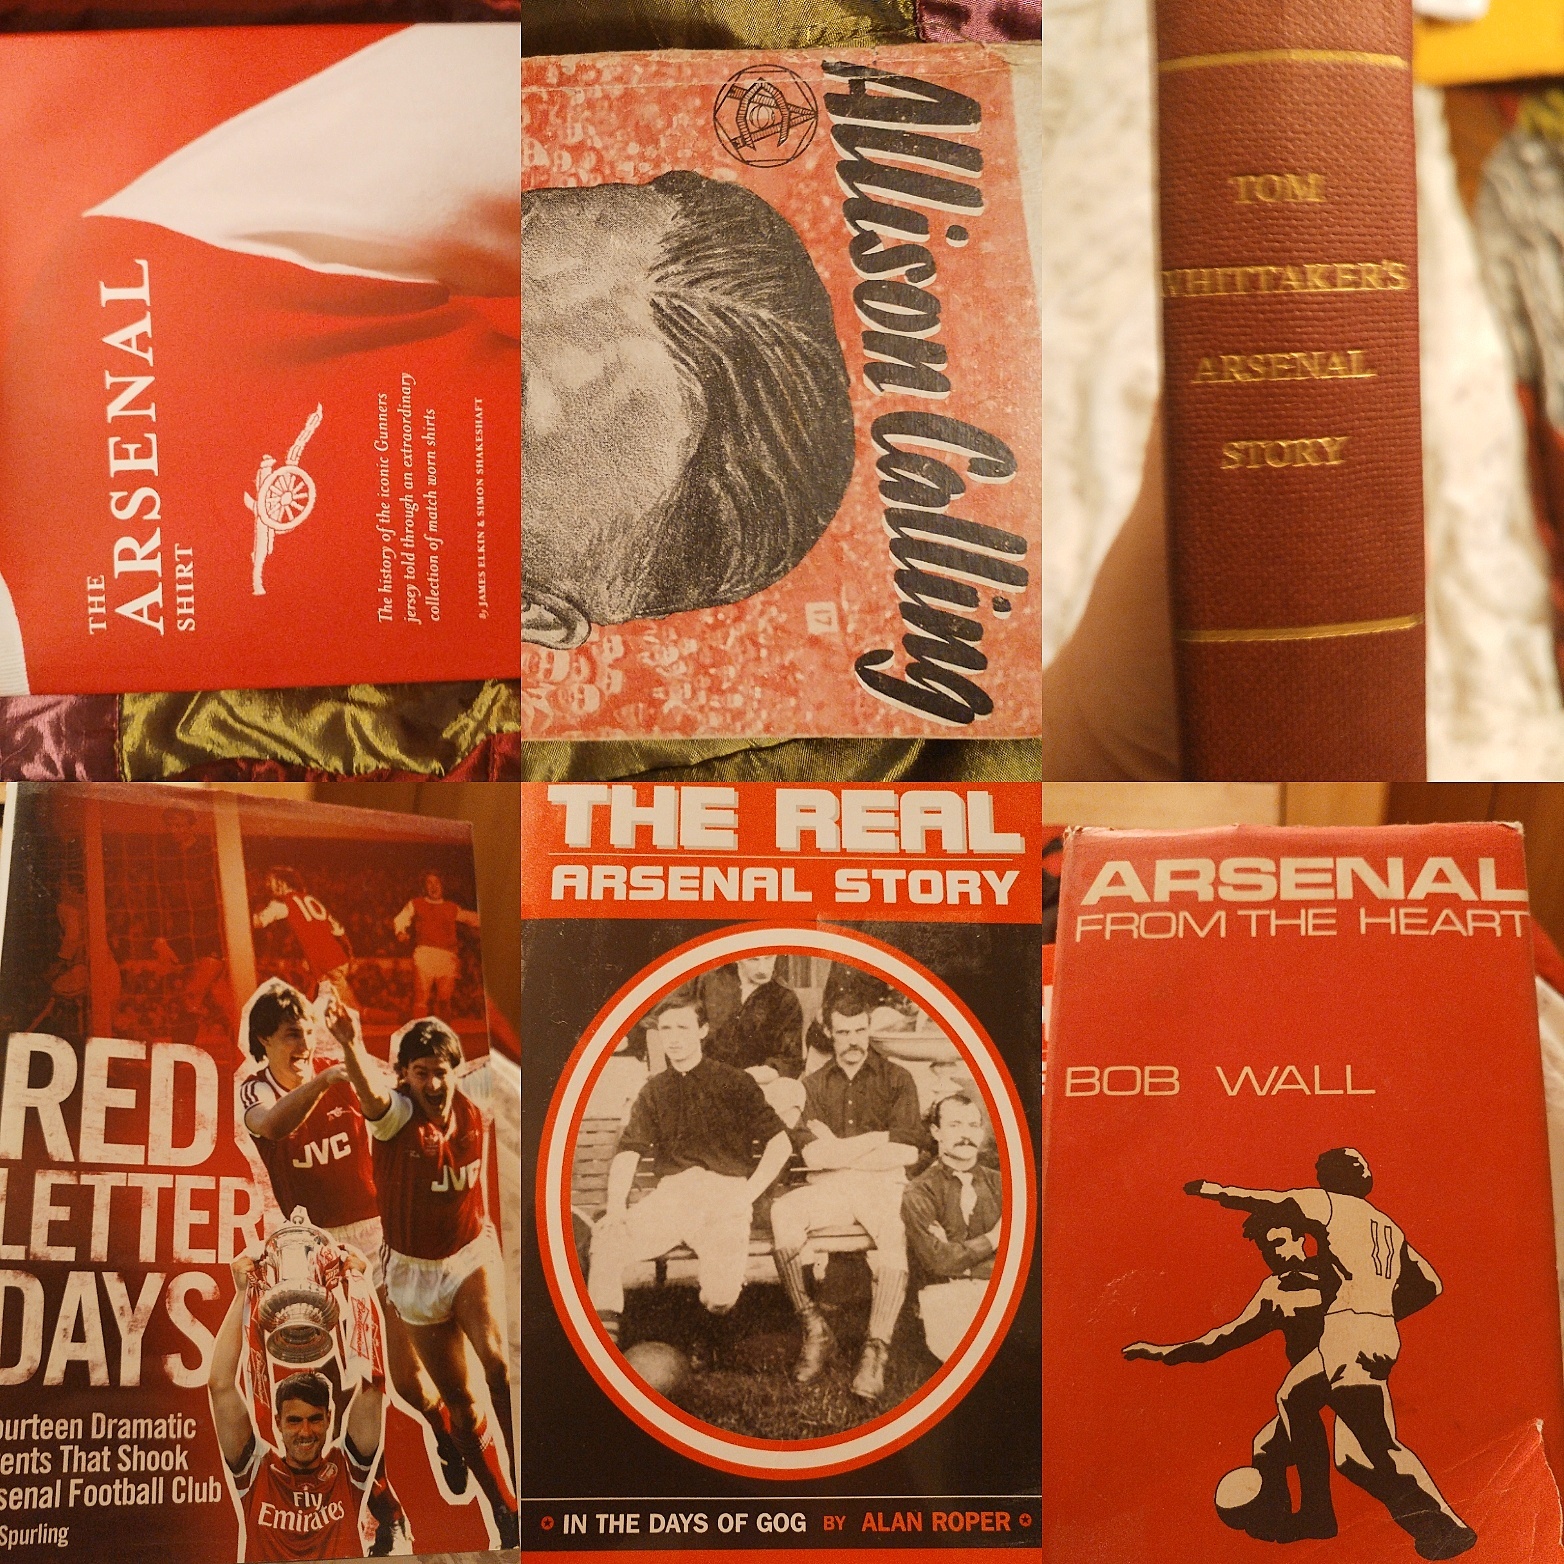 THE
ARSENAL
SHIRT
The history of the iconic Gunners
jersey told through an extraordinary
collection of match worn shirts
By JAMES ELKIN & SIMON SHAKESHAFT
Allison Calling
TOM
WHITTAKER'S
ARSENAL
STORY
10
RED
LETTER
DAYS
JVC
JVC
ourteen Dramatic
ents That Shook
senal Football Club
Spurling
Fly
Emirates
THE REAL
ARSENAL STORY
IN THE DAYS OF GOG BY ALAN ROPER
ARSENAL
FROM THE HEART
BOB WALL
11